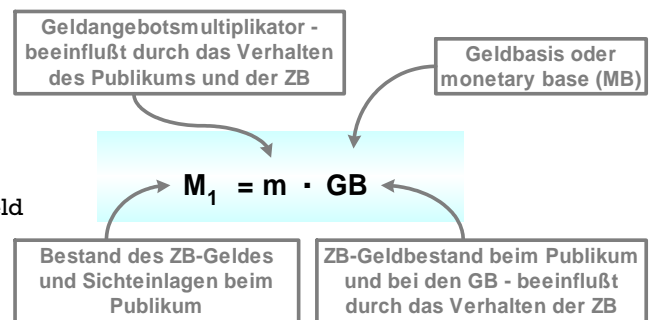 Geldangebotsmultiplikator -
beeinflußt durch das Verhalten
des Publikums und der ZB
Geldbasis oder
monetary base (MB)
M1 = m · GB
ld
Bestand des ZB-Geldes
und Sichteinlagen beim
Publikum
ZB-Geldbestand beim Publikum
und bei den GB - beeinflußt
durch das Verhalten der ZB